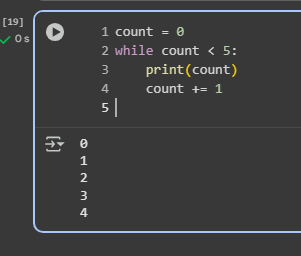 [19]
0 s
1 count = 0
2 while count < 5:
3     print(count)
4     count += 1
5
0
1
2
3
4